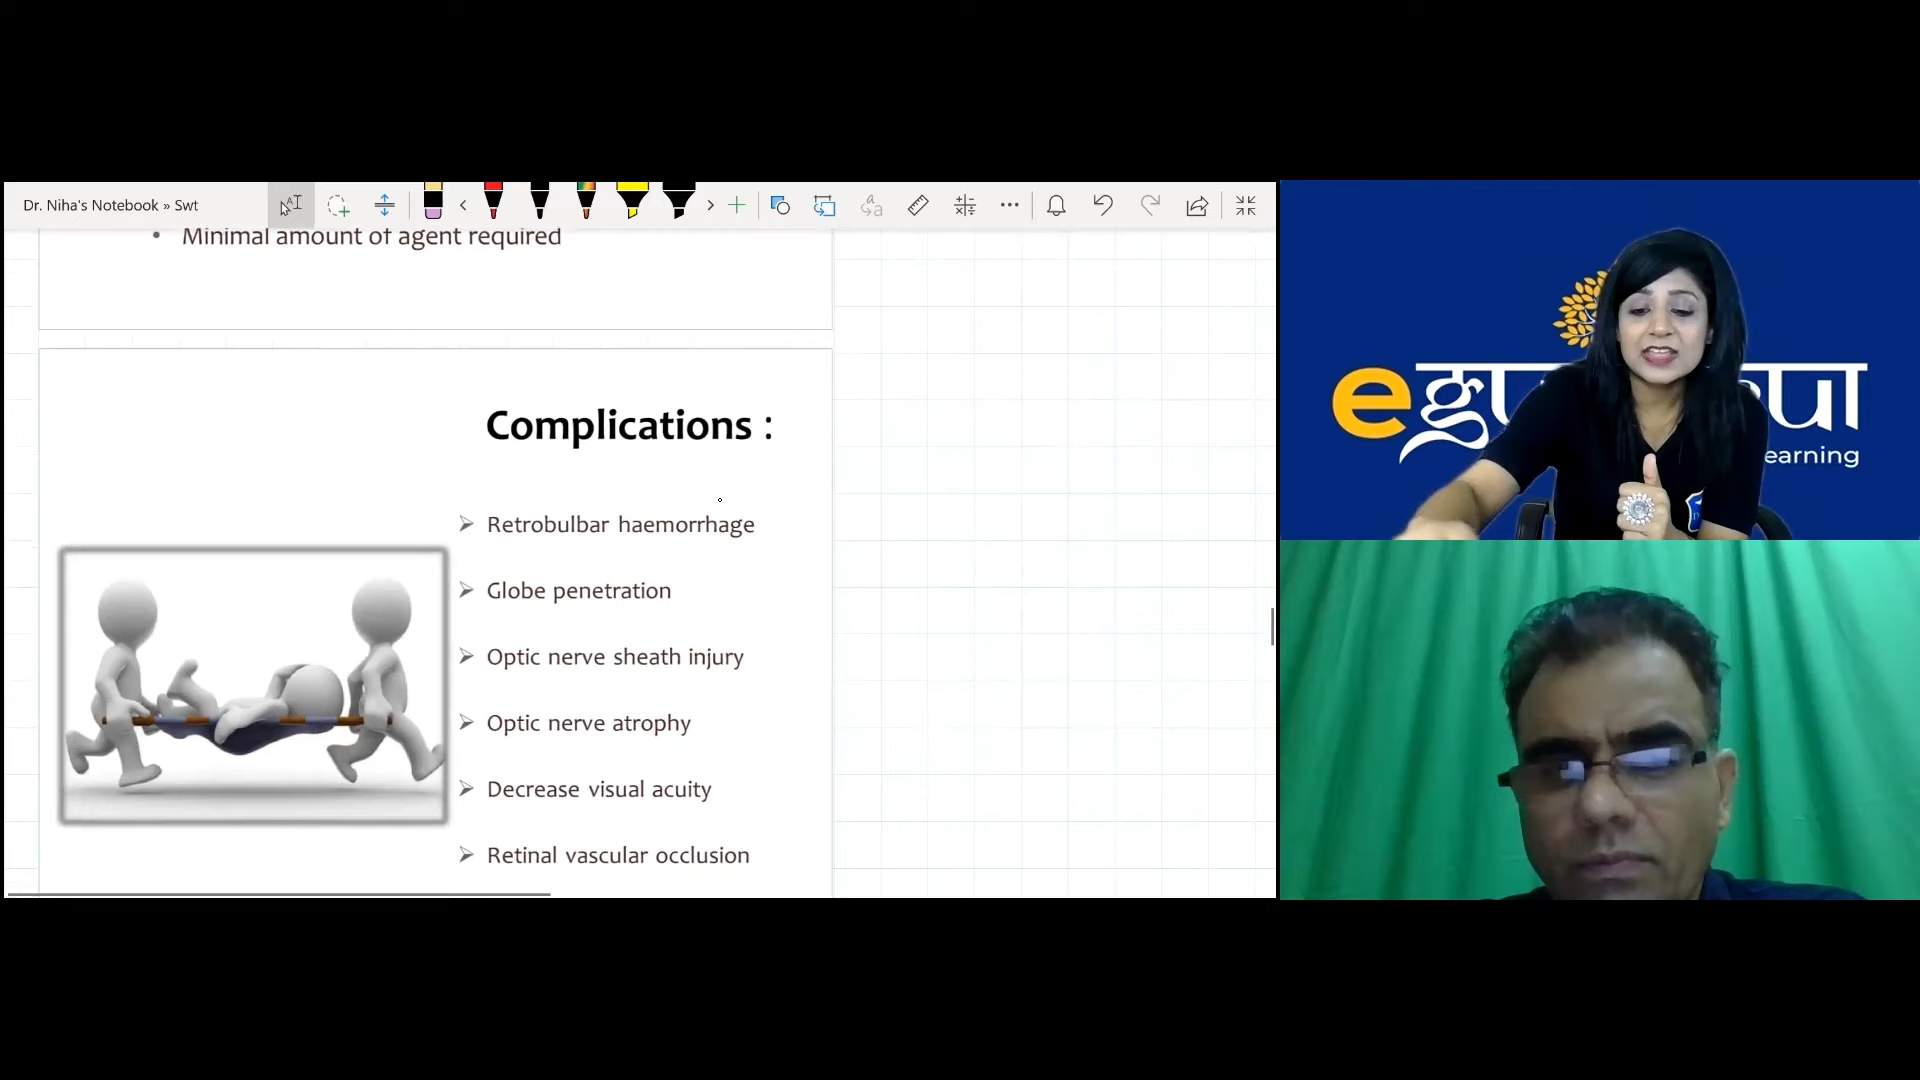 Dr. Niha's Notebook » Swt
• Minimal amount of agent required
Complications :
➢ Retrobulbar haemorrhage
➢ Globe penetration
➢ Optic nerve sheath injury
➢ Optic nerve atrophy
➢ Decrease visual acuity
➢ Retinal vascular occlusion
earning